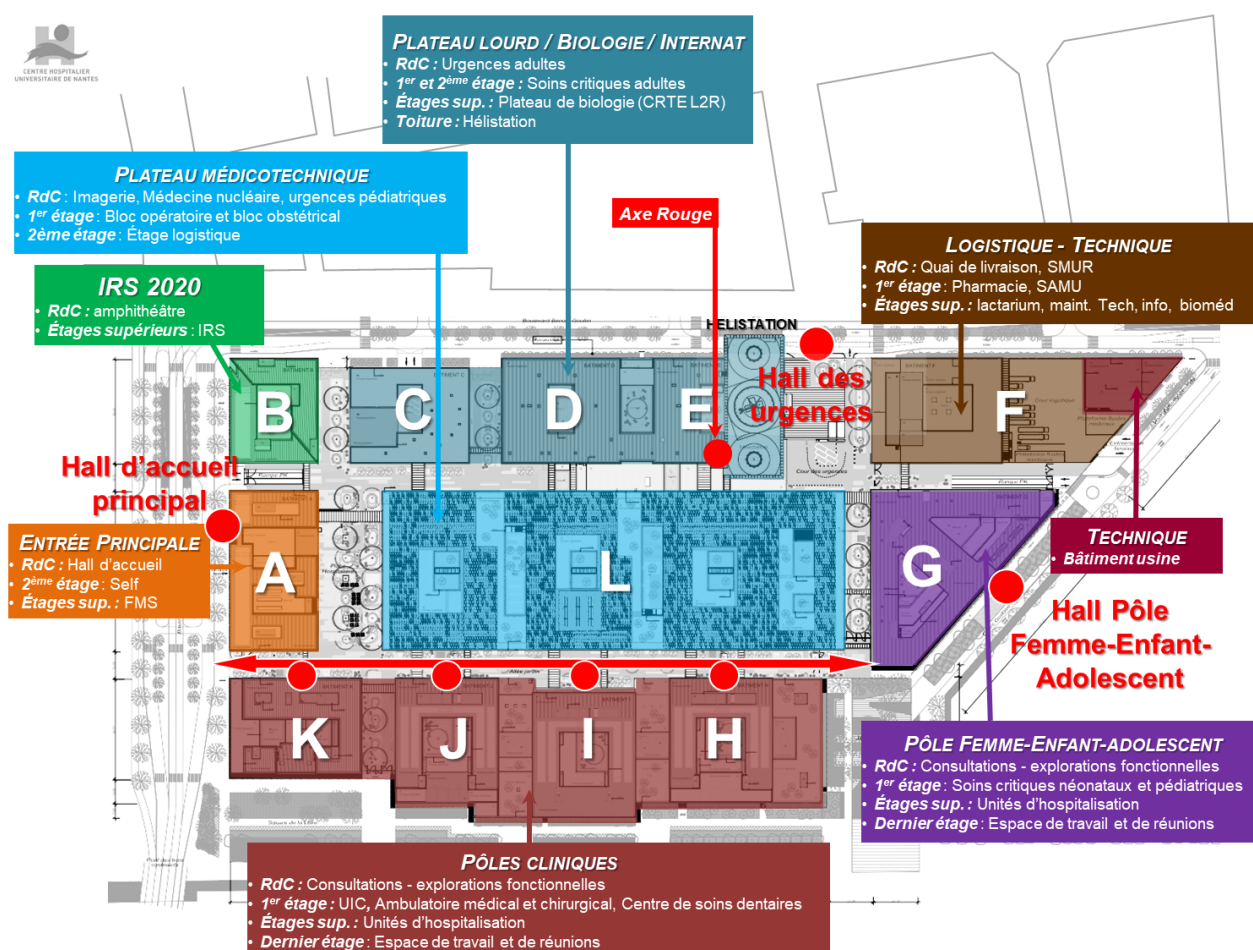 CENTRE HOSPITALIER
UNIVERSITAIRE DE NANTES
PLATEAU LOURD / BIOLOGIE / INTERNAT
• RdC : Urgences adultes
• 1er et 2ème étage : Soins critiques adultes
• Étages sup. : Plateau de biologie (CRTE L2R)
• Toiture : Hélistation
PLATEAU MÉDICOTECHNIQUE
• RdC : Imagerie, Médecine nucléaire, urgences pédiatriques
• 1er étage : Bloc opératoire et bloc obstétrical
• 2ème étage : Étage logistique
Axe Rouge
LOGISTIQUE - TECHNIQUE
• RdC : Quai de livraison, SMUR
• 1er étage : Pharmacie, SAMU
• Étages sup. : lactarium, maint. Tech, info, bioméd
IRS 2020
• RdC : amphithéâtre
• Étages supérieurs : IRS
HELISTATION
Hall des
urgences
B
C
D
E
F
Cour des urgences
Hall d'accueil
principal
ENTRÉE PRINCIPALE
• RdC : Hall d'accueil
• 2ème étage : Self
• Étages sup. : FMS
A
L
G
TECHNIQUE
• Bâtiment usine
Hall Pôle
Femme-Enfant-
Adolescent
K
J
I
H
PÔLE FEMME-ENFANT-ADOLESCENT
• RdC : Consultations - explorations fonctionnelles
• 1er étage : Soins critiques néonataux et pédiatriques
• Étages sup. : Unités d'hospitalisation
• Dernier étage : Espace de travail et de réunions
PÔLES CLINIQUES
• RdC : Consultations - explorations fonctionnelles
• 1er étage : UIC, Ambulatoire médical et chirurgical, Centre de soins dentaires
• Étages sup. : Unités d'hospitalisation
• Dernier étage : Espace de travail et de réunions